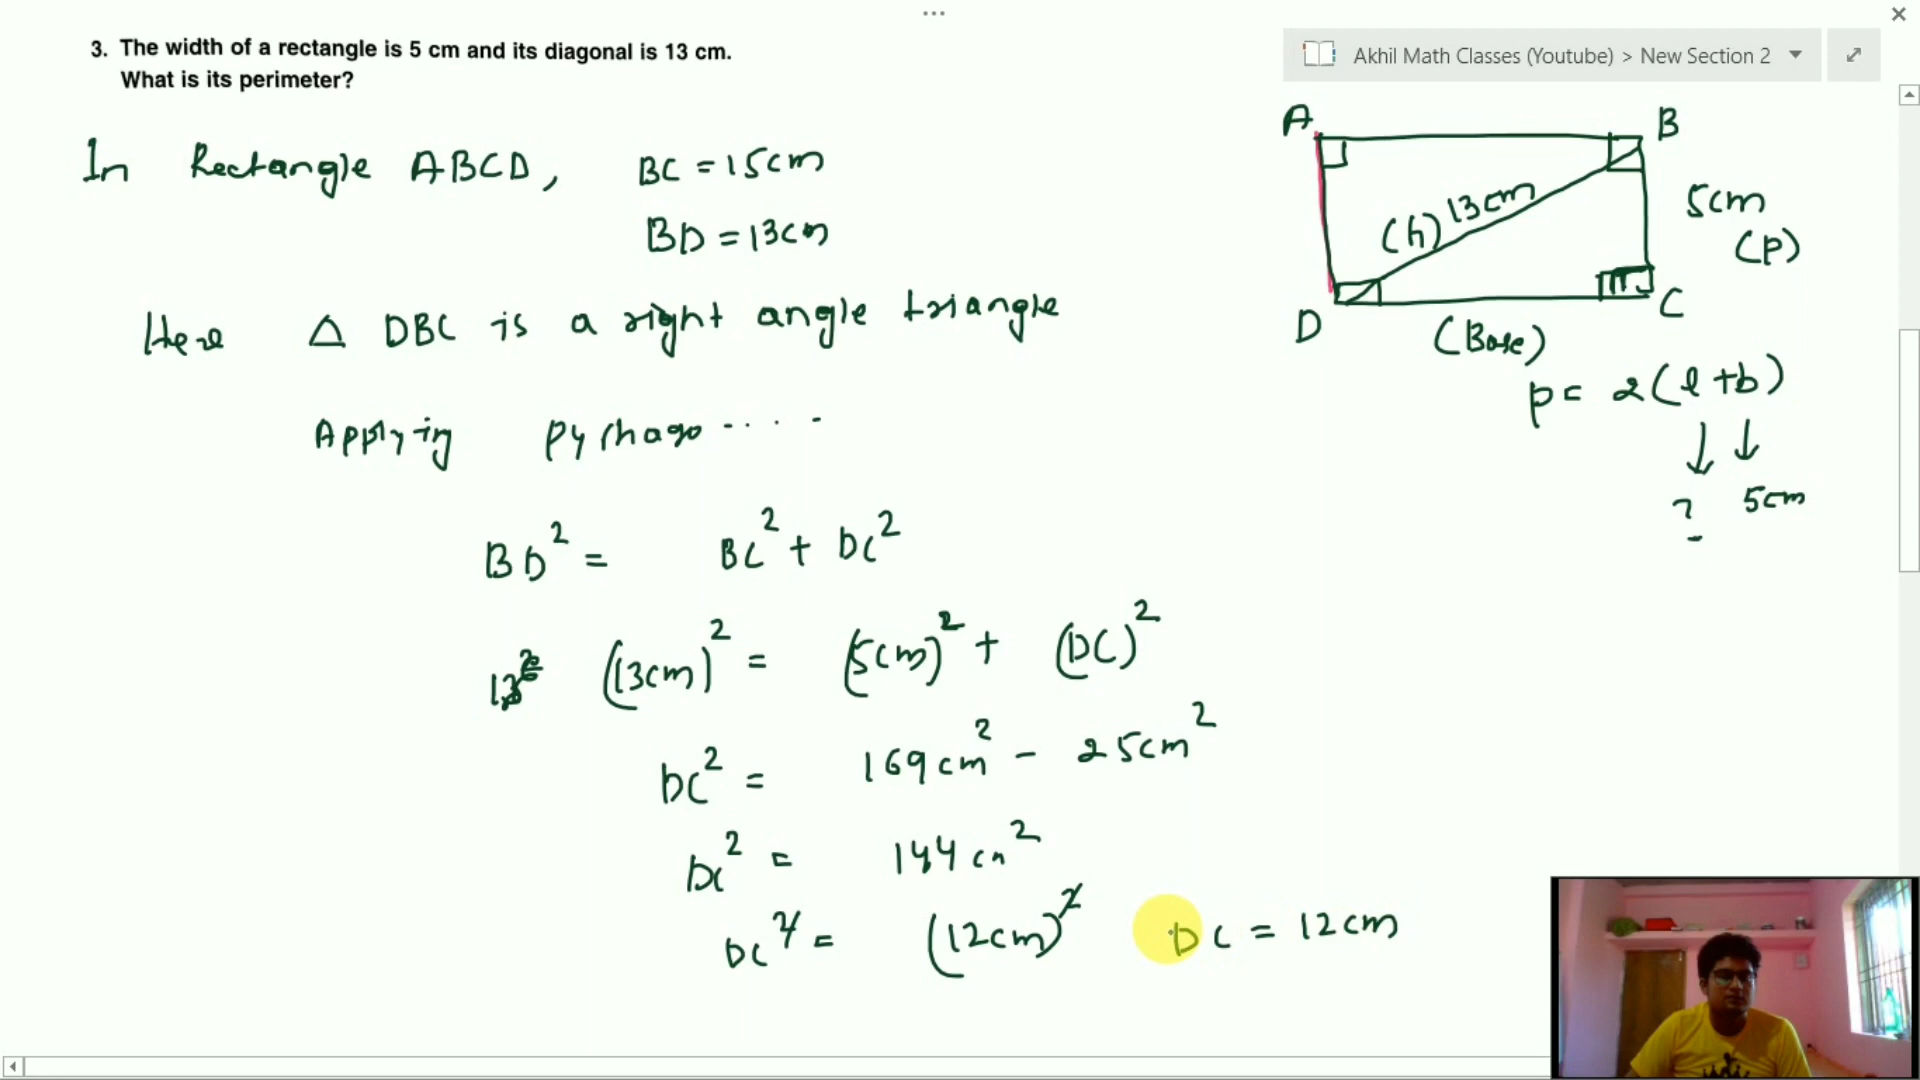 3. The width of a rectangle is 5 cm and its diagonal is 13 cm.
What is its perimeter?
Akhil Math Classes (Youtube) > New Section 2
In Rectangle ABCD, BC = 15cm
BD = 13cm
Here △ DBC is a right angle triangle
Applying Pythago.....
BD² = BC² + DC²
(13cm)² = (5cm)² + (DC)²
DC² = 169cm² - 25cm²
DC² = 144cm²
DC² = (12cm)² DC = 12cm
A
B
(h) 13cm
5cm
(P)
D
C
(Base)
P = 2(l+b)
↓ ↓
? 5cm